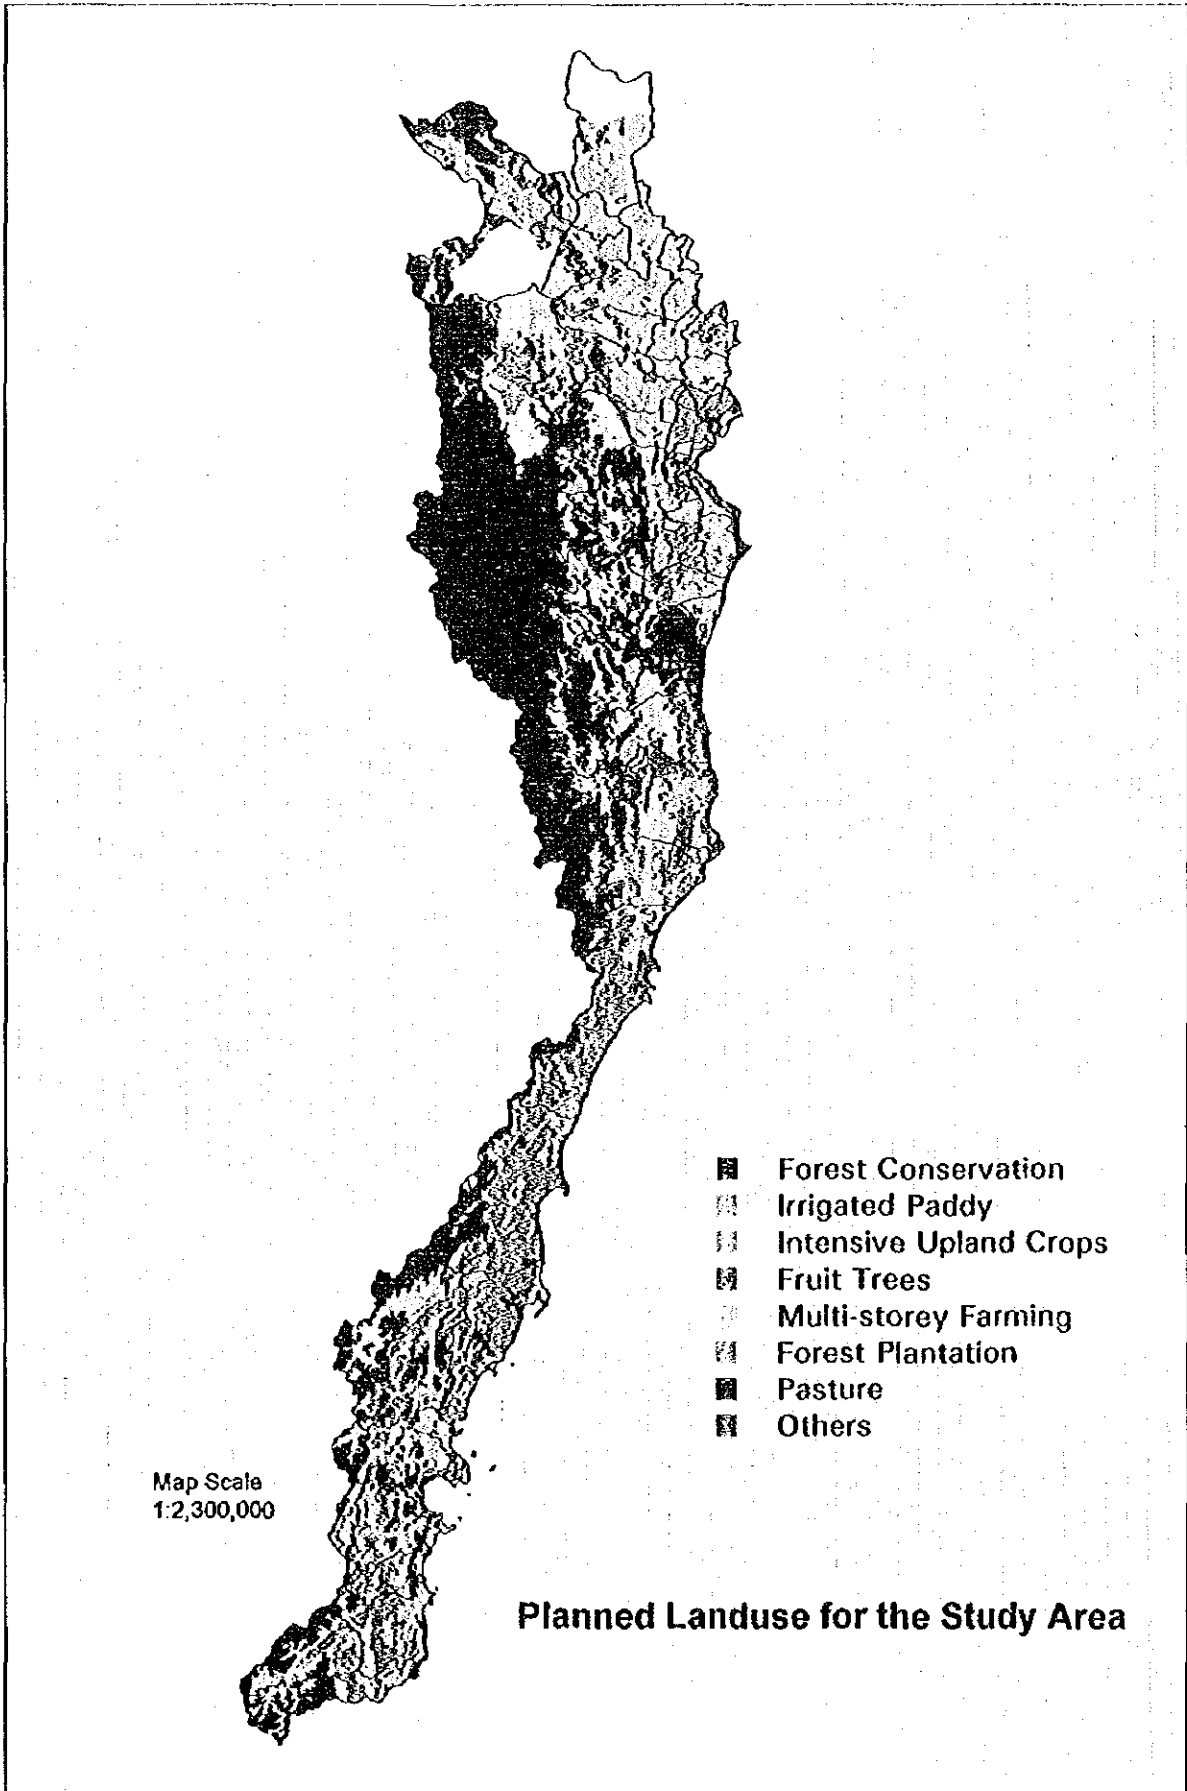 Forest Conservation
Irrigated Paddy
Intensive Upland Crops
Fruit Trees
Multi-storey Farming
Forest Plantation
Pasture
Others
Map Scale
1:2,300,000
Planned Landuse for the Study Area